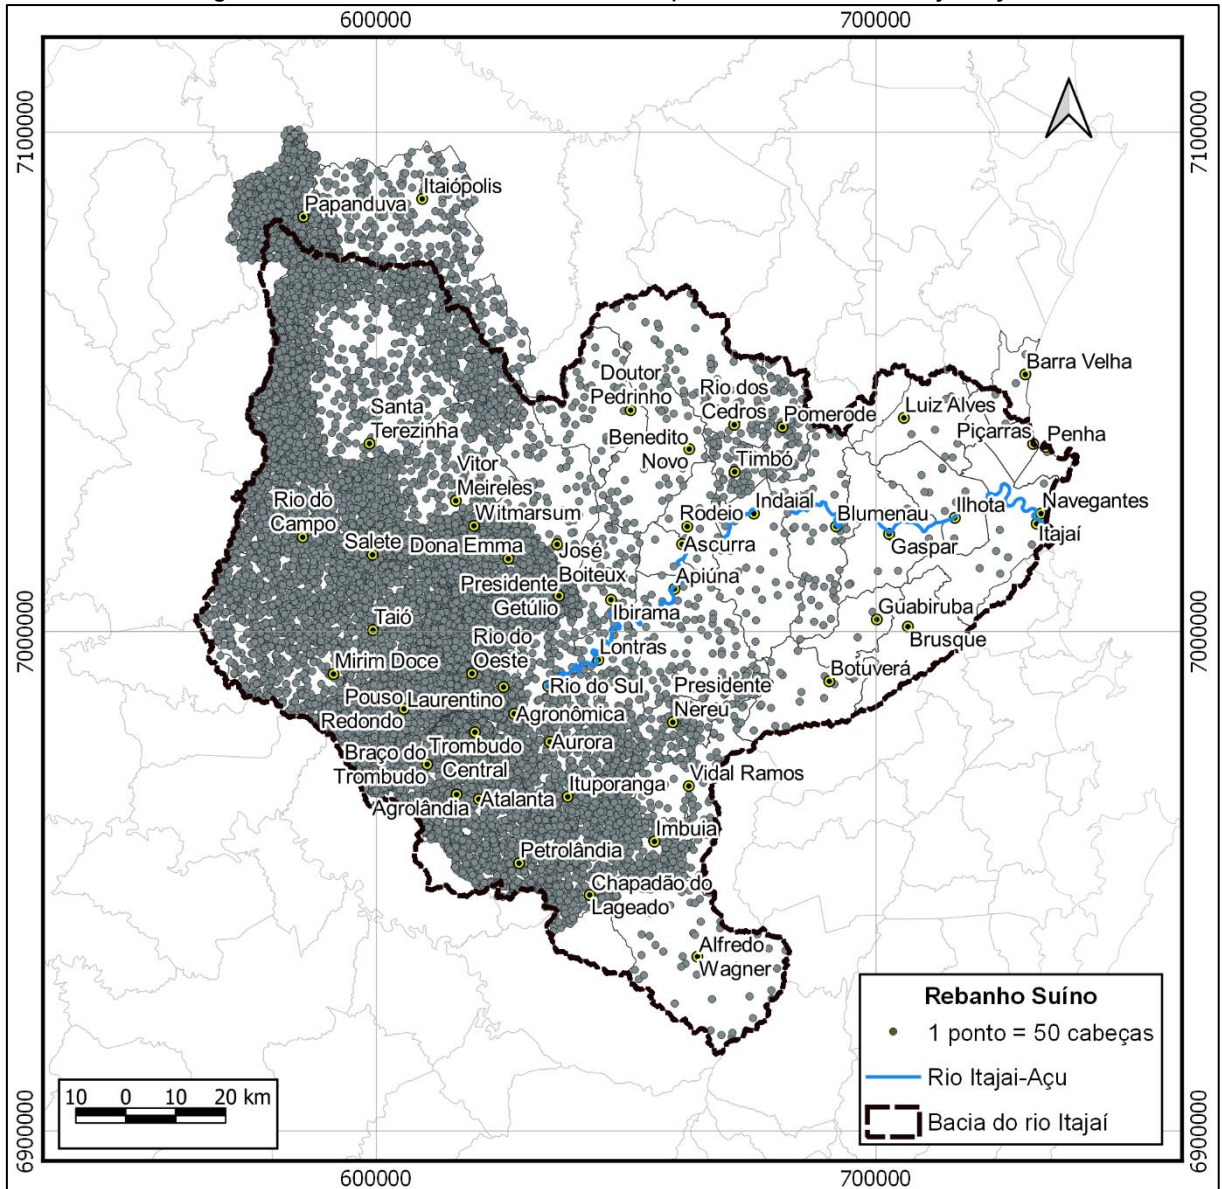 600000
700000
7100000
7100000
Itaiópolis
Papanduva
Barra Velha
Doutor
Pedrinho
Rio dos
Cedros
Luiz Alves
Pomerode
Santa
Terezinha
Piçarras
Penha
Benedito
Novo
Timbó
Vitor
Meireles
Rio do
Campo
Witmarsum
Rodeio
Indaial
Blumenau
Ilhota
Navegantes
Itajaí
Salete
Dona Emma
José
Boiteux
Ascurra
Gaspar
Presidente
Getúlio
Apiúna
Ibirama
Guabiruba
Brusque
7000000
7000000
Taió
Rio do
Oeste
Lontras
Mirim Doce
Botuverá
Pouso
Redondo
Laurentino
Rio do Sul
Presidente
Nereu
Agronômica
Braço do
Trombudo
Trombudo
Central
Aurora
Ituporanga
Vidal Ramos
Agrolândia
Atalanta
Imbuia
Petrolândia
Chapadão do
Lageado
Alfredo
Wagner
Rebanho Suíno
1 ponto = 50 cabeças
Rio Itajai-Açu
Bacia do rio Itajaí
10 0 10 20 km
6900000
6900000
600000
700000